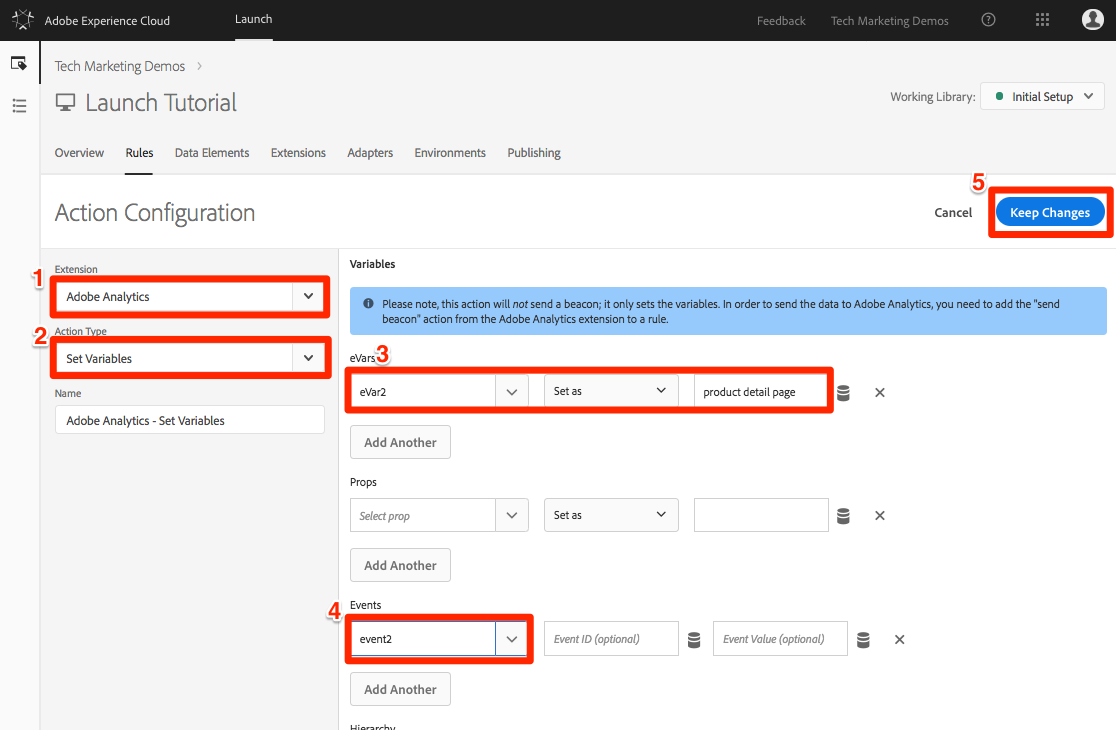 Adobe Experience Cloud
Launch
Feedback
Tech Marketing Demos
?
Tech Marketing Demos >
Launch Tutorial
Working Library:
Initial Setup
Overview
Rules
Data Elements
Extensions
Adapters
Environments
Publishing
Action Configuration
Cancel
5
Keep Changes
1
Extension
Adobe Analytics
2
Action Type
Set Variables
Name
Adobe Analytics - Set Variables
Variables
Please note, this action will not send a beacon; it only sets the variables. In order to send the data to Adobe Analytics, you need to add the "send
beacon" action from the Adobe Analytics extension to a rule.
eVars
3
eVar2
Set as
product detail page
Add Another
Props
Select prop
Set as
Add Another
4
Events
event2
Event ID (optional)
Event Value (optional)
Add Another
Hierarchy